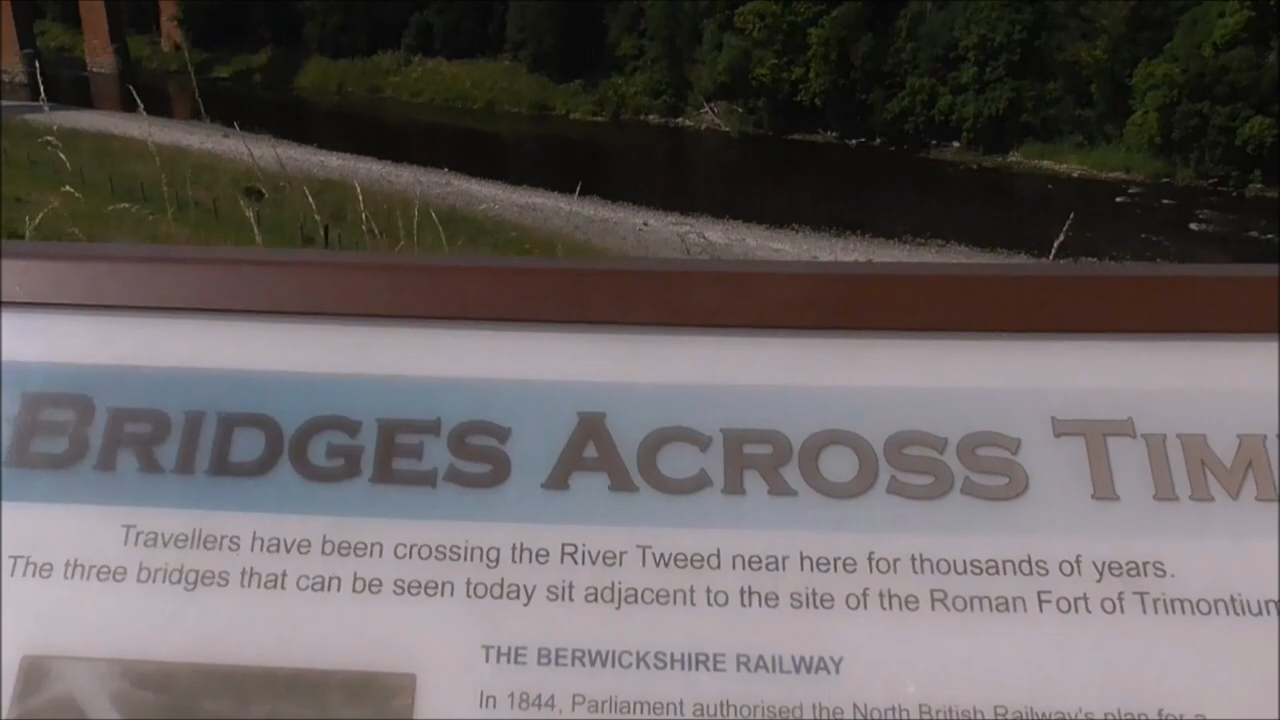 BRIDGES ACROSS TIM
Travellers have been crossing the River Tweed near here for thousands of years.
The three bridges that can be seen today sit adjacent to the site of the Roman Fort of Trimontium
THE BERWICKSHIRE RAILWAY
In 1844, Parliament authorised the North British Railway's plan for a